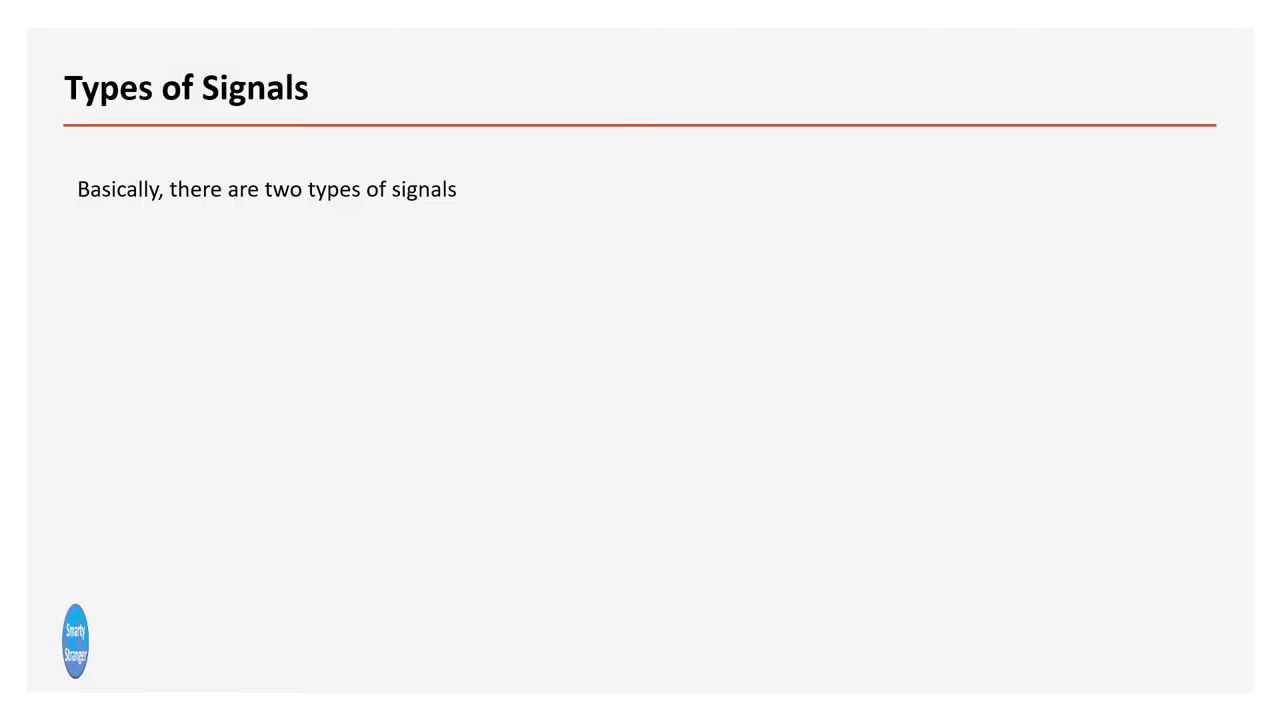 Types of Signals
Basically, there are two types of signals
Smarty
Stranger